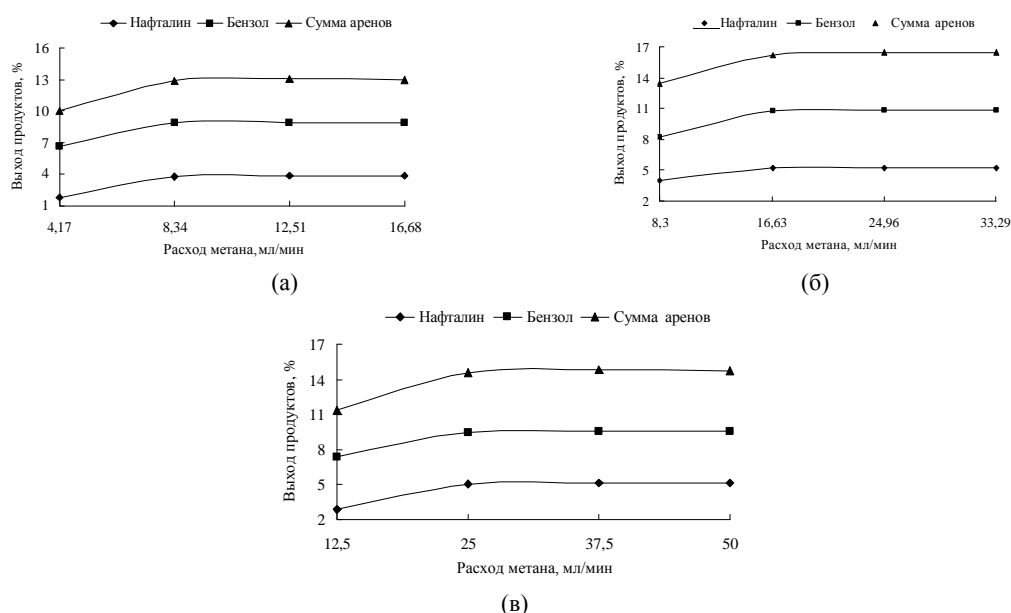 Нафталин Бензол Сумма аренов
Выход продуктов, %
16
13
10
7
4
1
4,17 8,34 12,51 16,68
Расход метана, мл/мин
(а)
Нафталин Бензол Сумма аренов
Выход продуктов, %
17
14
11
8
5
2
8,3 16,63 24,96 33,29
Расход метана, мл/мин
(б)
Нафталин Бензол Сумма аренов
Выход продуктов, %
17
14
11
8
5
2
12,5 25 37,5 50
Расход метана, мл/мин
(в)